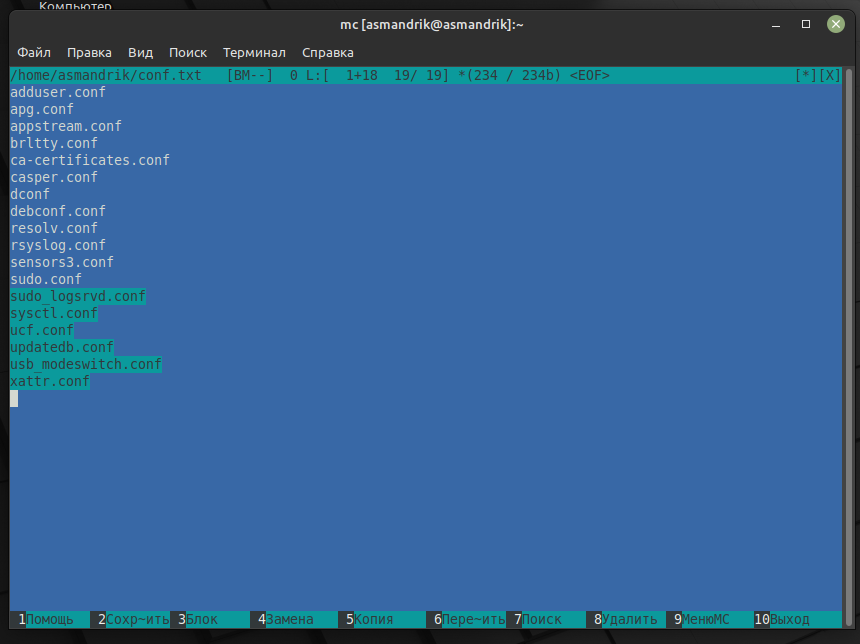 Компьютер
mc [asmandrik@asmandrik]:~
Файл Правка Вид Поиск Терминал Справка
/home/asmandrik/conf.txt [BM--] 0 L:[ 1+18 19/ 19] *(234 / 234b) <EOF> [*][X]
adduser.conf
apg.conf
appstream.conf
brltty.conf
ca-certificates.conf
casper.conf
dconf
debconf.conf
resolv.conf
rsyslog.conf
sensors3.conf
sudo.conf
sudo_logsrvd.conf
sysctl.conf
ucf.conf
updatedb.conf
usb_modeswitch.conf
xattr.conf
1Помощь 2Сохр~ить 3Блок 4Замена 5Копия 6Пере~ить 7Поиск 8Удалить 9МенюMC 10Выход